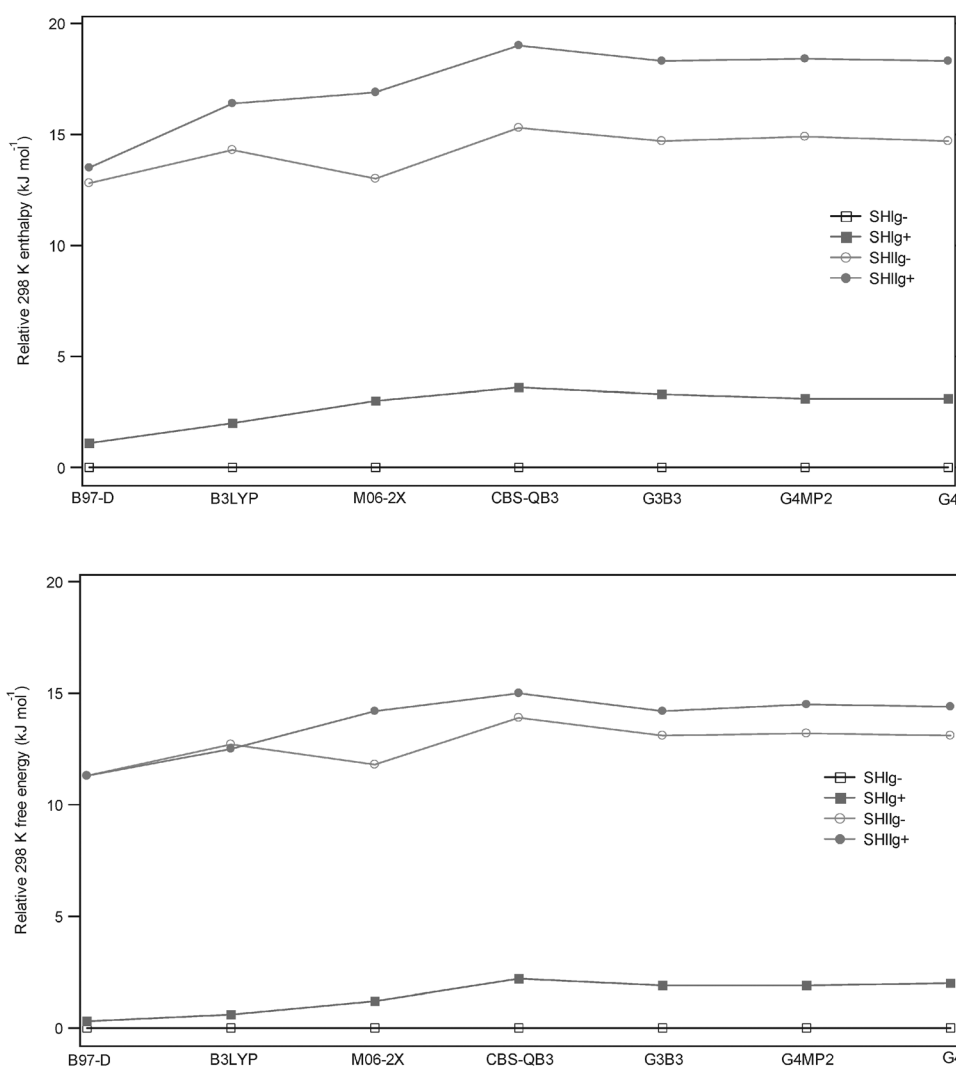 20
15
10
5
0
Relative 298 K enthalpy (kJ mol⁻¹)
SHIg-
SHIg+
SHIIg-
SHIIg+
B97-D B3LYP M06-2X CBS-QB3 G3B3 G4MP2 G4
20
15
10
5
0
Relative 298 K free energy (kJ mol⁻¹)
SHIg-
SHIg+
SHIIg-
SHIIg+
B97-D B3LYP M06-2X CBS-QB3 G3B3 G4MP2 G4